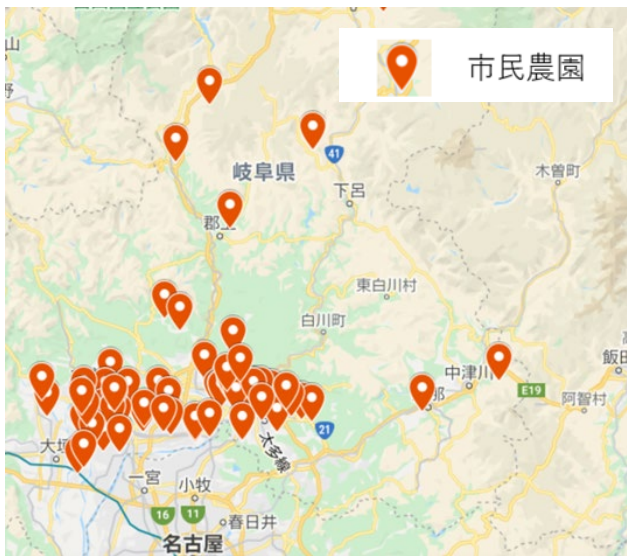 山
野
市民農園
岐阜県
41
下呂
木曽町
郡上
東白川村
白川町
飯田
中津川
E19
阿智村
21
大垣
太多線
一宮
小牧
16
11
春日井
名古屋